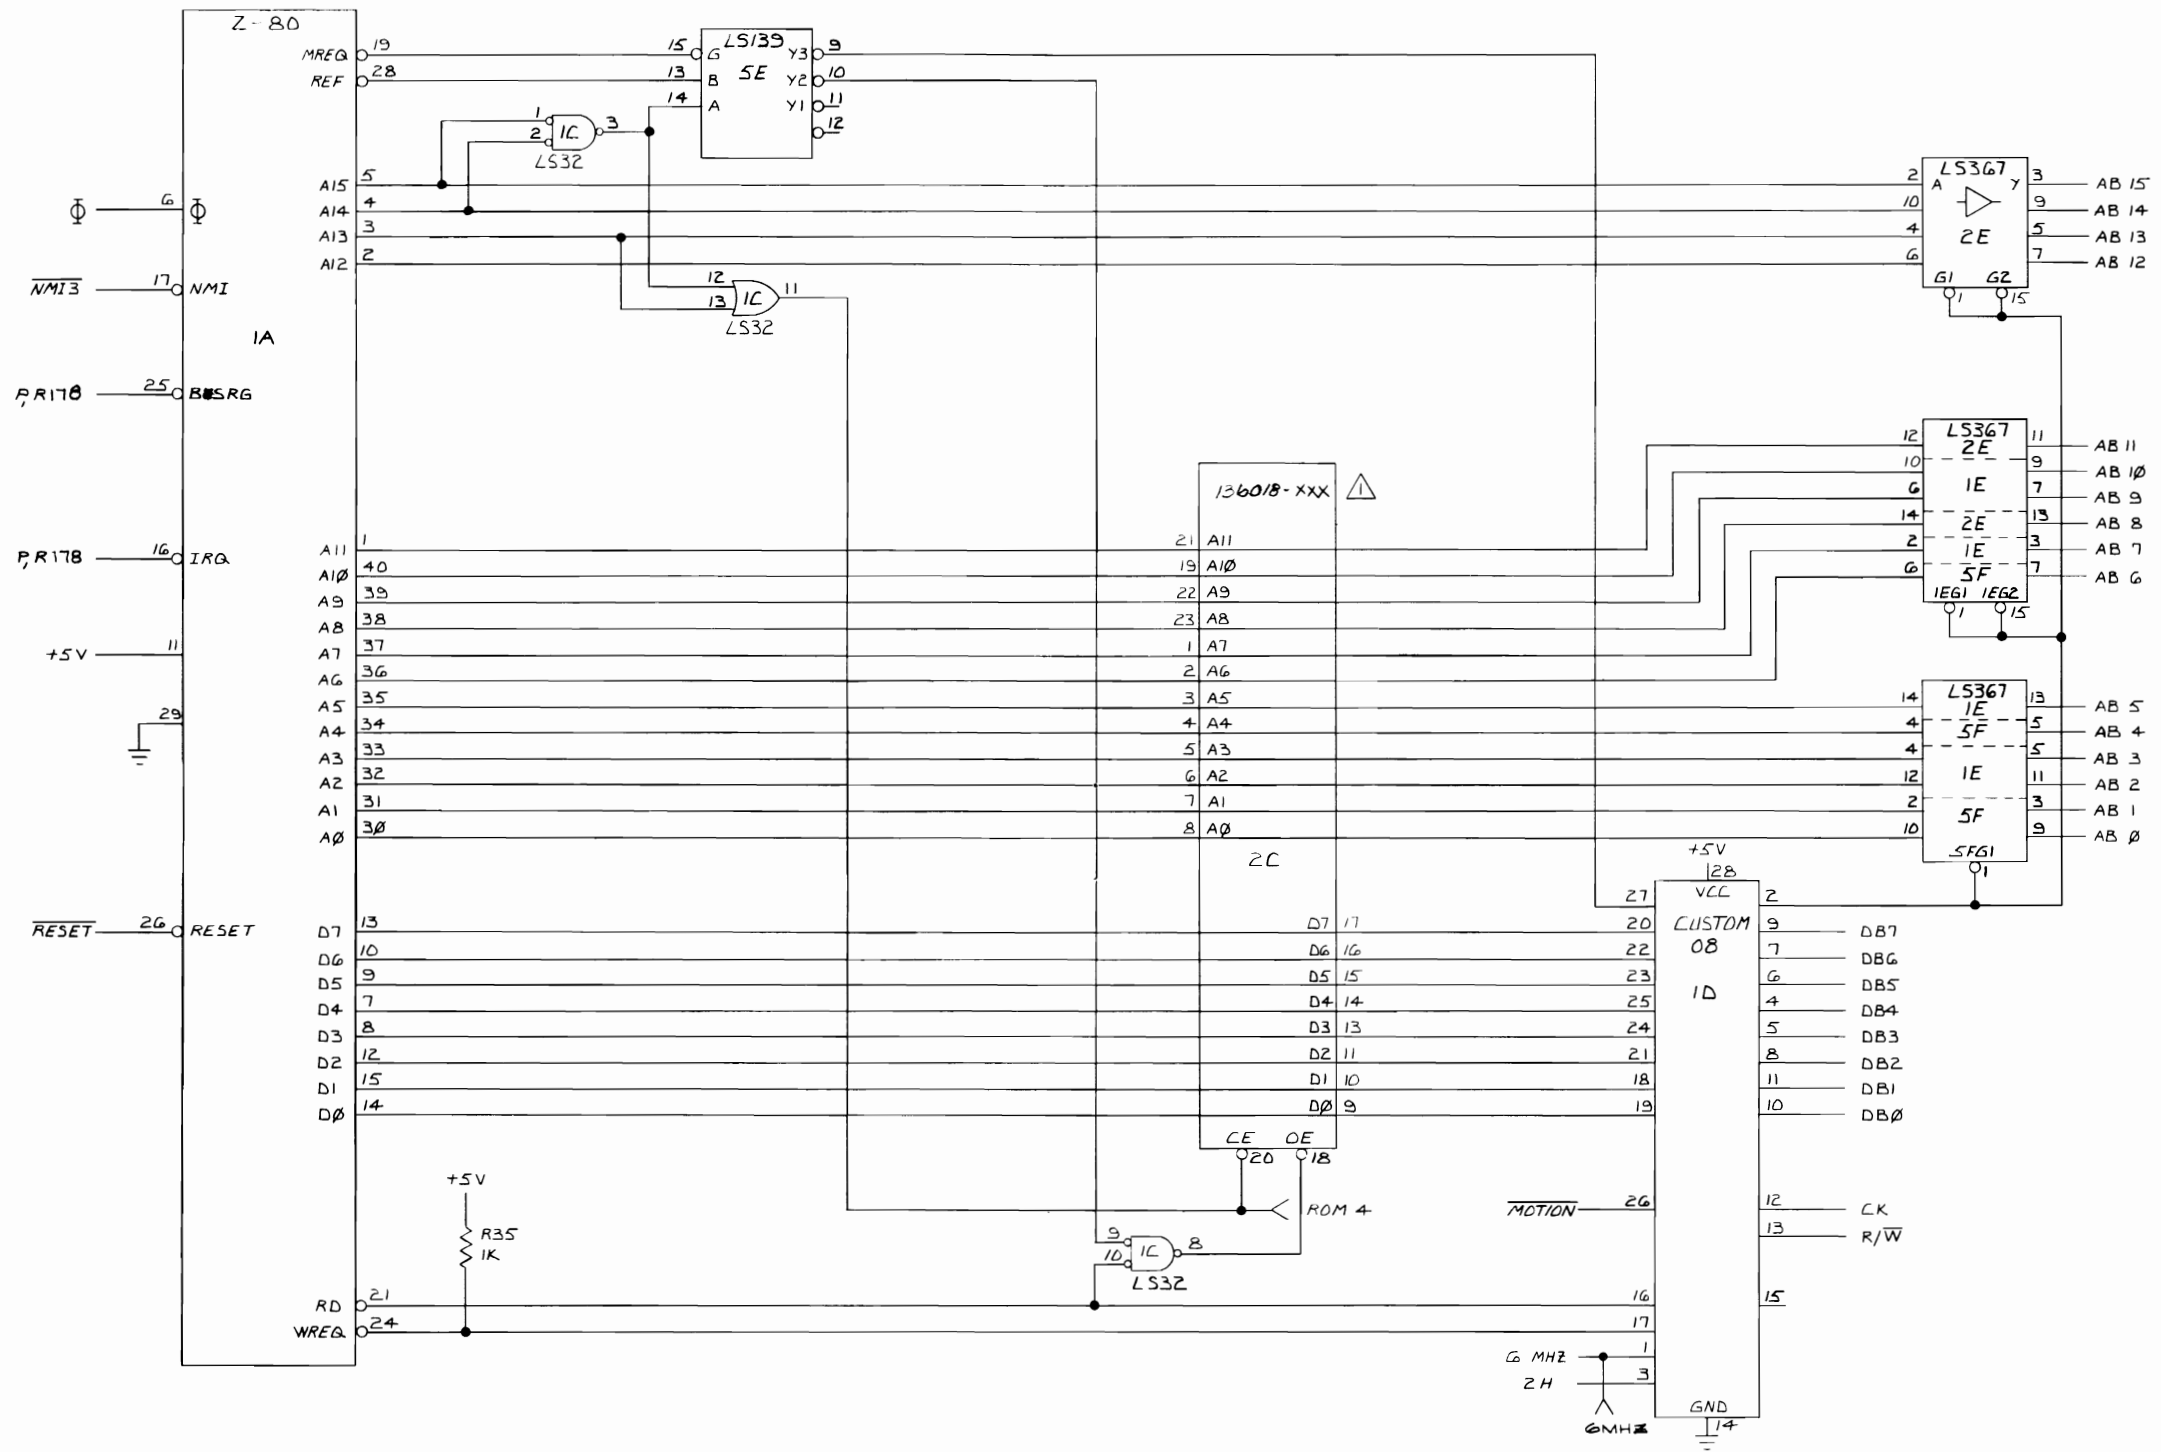 Z-80
MREQ 19 15 G LS139 Y3 9
REF 28 13 B 5E Y2 10
14 A Y1 11
12
1 2 1C 3
LS32
A15 5 2 A LS367 Y 3 AB 15
Φ 6 Φ A14 4 10 9 AB 14
A13 3 4 2E 5 AB 13
A12 2 6 7 AB 12
G1 G2
1 15
12 13 1C 11
LS32
NMI3 17 NMI
1A
P,R178 25 BUSRG
LS367
12 2E 11 AB 11
10 9 AB 1Ø
6 1E 7 AB 9
14 2E 13 AB 8
2 1E 3 AB 7
6 5F 7 AB 6
1EG1 1EG2
1 15
136018-XXX 1
P,R178 16 IRQ
A11 1 21 A11
A1Ø 40 19 A1Ø
A9 39 22 A9
A8 38 23 A8
+5V 11 A7 37 1 A7
A6 36 2 A6
LS367
A5 35 3 A5 14 1E 13 AB 5
29 A4 34 4 A4 4 5F 5 AB 4
A3 33 5 A3 4 5 AB 3
A2 32 6 A2 12 1E 11 AB 2
A1 31 7 A1 2 3 AB 1
AØ 3Ø 8 AØ 10 5F 9 AB Ø
5FG1
1
2C
+5V
28
VCC
27 2
CUSTOM
08
1D
RESET 26 RESET D7 13 D7 17 20 9 DB7
D6 10 D6 16 22 7 DB6
D5 9 D5 15 23 6 DB5
D4 7 D4 14 25 4 DB4
D3 8 D3 13 24 5 DB3
D2 12 D2 11 21 8 DB2
D1 15 D1 10 18 11 DB1
DØ 14 DØ 9 19 10 DBØ
CE OE
20 18
+5V
R35
1K
ROM 4
MOTION 26 12 CK
13 R/W
9 10 1C 8
LS32
RD 21 16 15
WREQ 24 17
6 MHZ 1
2H 3
6MHZ
GND
14